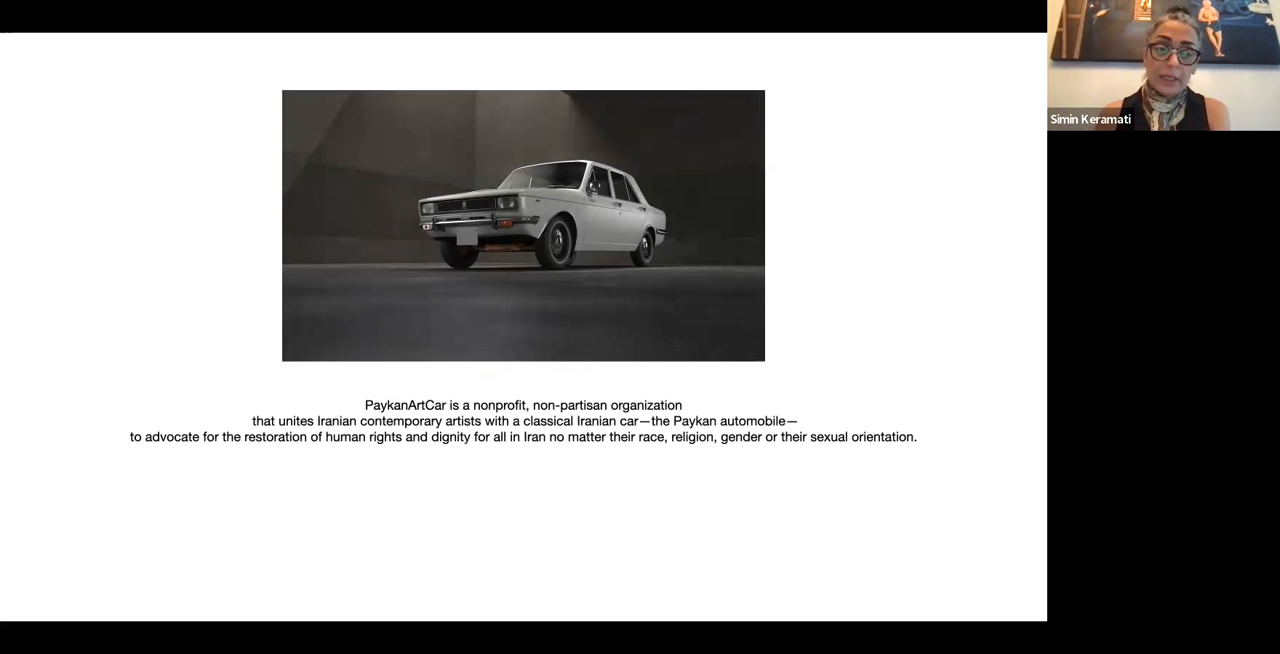 Simin Keramati
PaykanArtCar is a nonprofit, non-partisan organization
that unites Iranian contemporary artists with a classical Iranian car—the Paykan automobile—
to advocate for the restoration of human rights and dignity for all in Iran no matter their race, religion, gender or their sexual orientation.